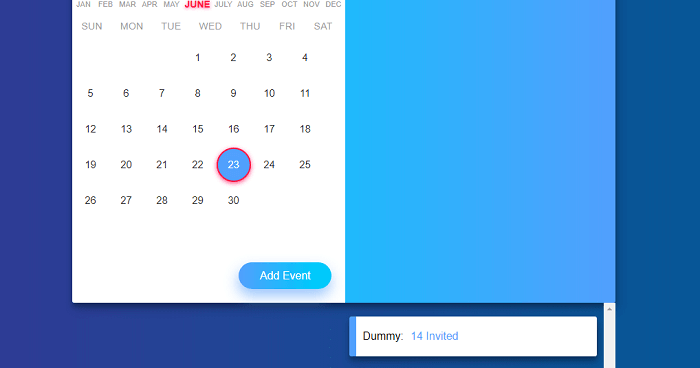 JAN FEB MAR APR MAY JUNE JULY AUG SEP OCT NOV DEC
SUN MON TUE WED THU FRI SAT
1 2 3 4
5 6 7 8 9 10 11
12 13 14 15 16 17 18
19 20 21 22 23 24 25
26 27 28 29 30
Add Event
Dummy: 14 Invited